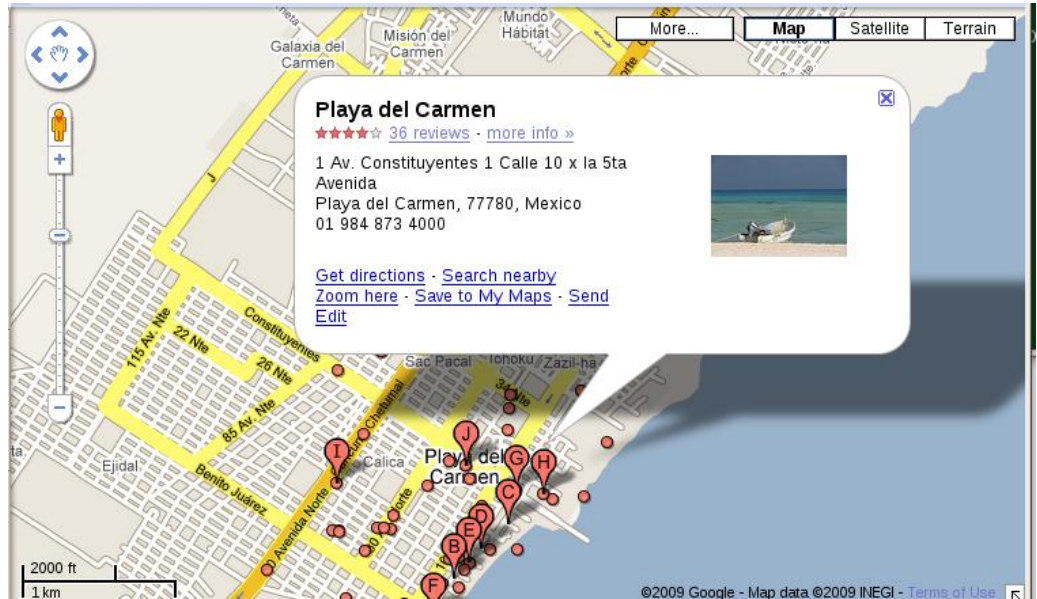 More...
Map
Satellite
Terrain
Mundo
Hábitat
Misión del
Carmen
Galaxia del
Carmen
Playa del Carmen
36 reviews - more info »
1 Av. Constituyentes 1 Calle 10 x la 5ta
Avenida
Playa del Carmen, 77780, Mexico
01 984 873 4000
Get directions - Search nearby
Zoom here - Save to My Maps - Send
Edit
J
Constituyentes
115 Av. Nte
22 Nte
26 Nte
85 Av. Nte
Sac Pacal
Tohoku
Zazil-ha
34 Nte
Ejidal
Benito Juárez
Calica
Playa del
Carmen
Avenida Norte
Chetumal
I
J
G
H
C
D
E
B
F
2000 ft
1 km
©2009 Google - Map data ©2009 INEGI - Terms of Use